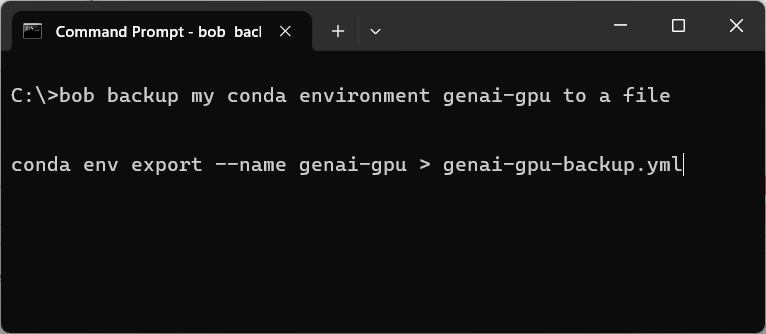 Command Prompt - bob bacl
C:\>bob backup my conda environment genai-gpu to a file
conda env export --name genai-gpu > genai-gpu-backup.yml